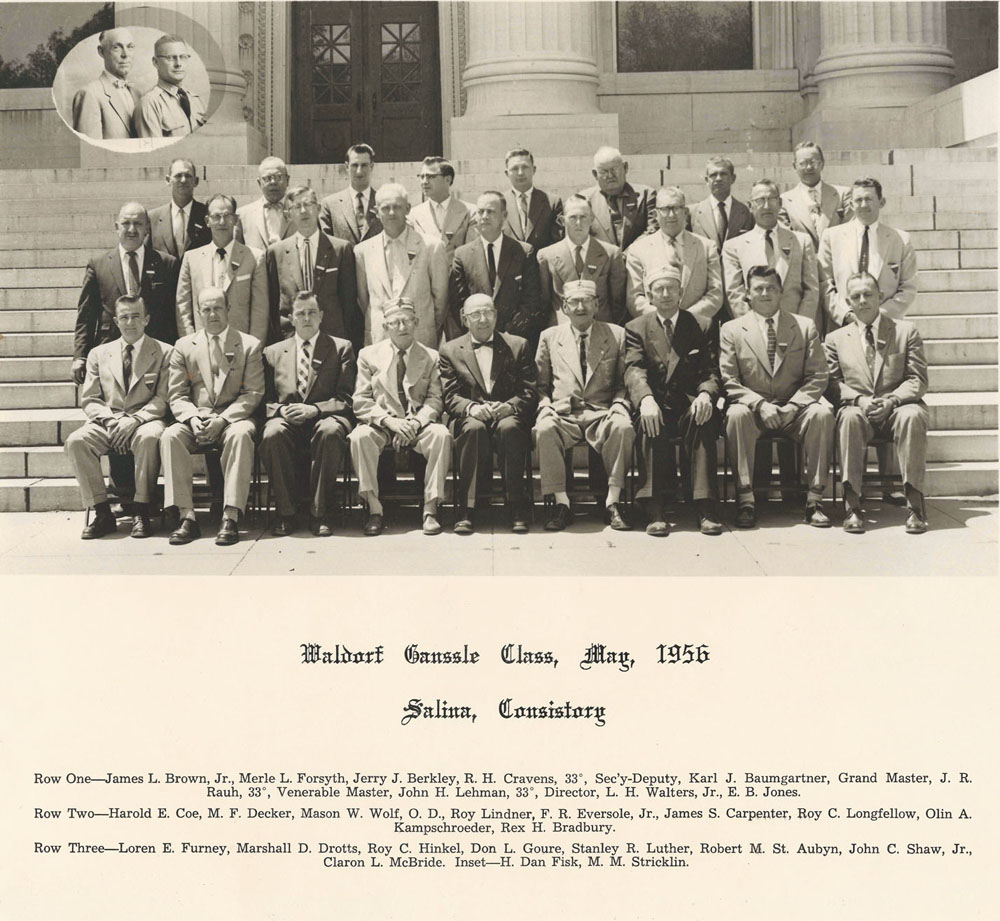 Waldorf Ganssle Class, May, 1956
Salina, Consistory
Row One—James L. Brown, Jr., Merle L. Forsyth, Jerry J. Berkley, R. H. Cravens, 33°, Sec'y-Deputy, Karl J. Baumgartner, Grand Master, J. R.
Rauh, 33°, Venerable Master, John H. Lehman, 33°, Director, L. H. Walters, Jr., E. B. Jones.
Row Two—Harold E. Coe, M. F. Decker, Mason W. Wolf, O. D., Roy Lindner, F. R. Eversole, Jr., James S. Carpenter, Roy C. Longfellow, Olin A.
Kampschroeder, Rex H. Bradbury.
Row Three—Loren E. Furney, Marshall D. Drotts, Roy C. Hinkel, Don L. Goure, Stanley R. Luther, Robert M. St. Aubyn, John C. Shaw, Jr.,
Claron L. McBride. Inset—H. Dan Fisk, M. M. Stricklin.